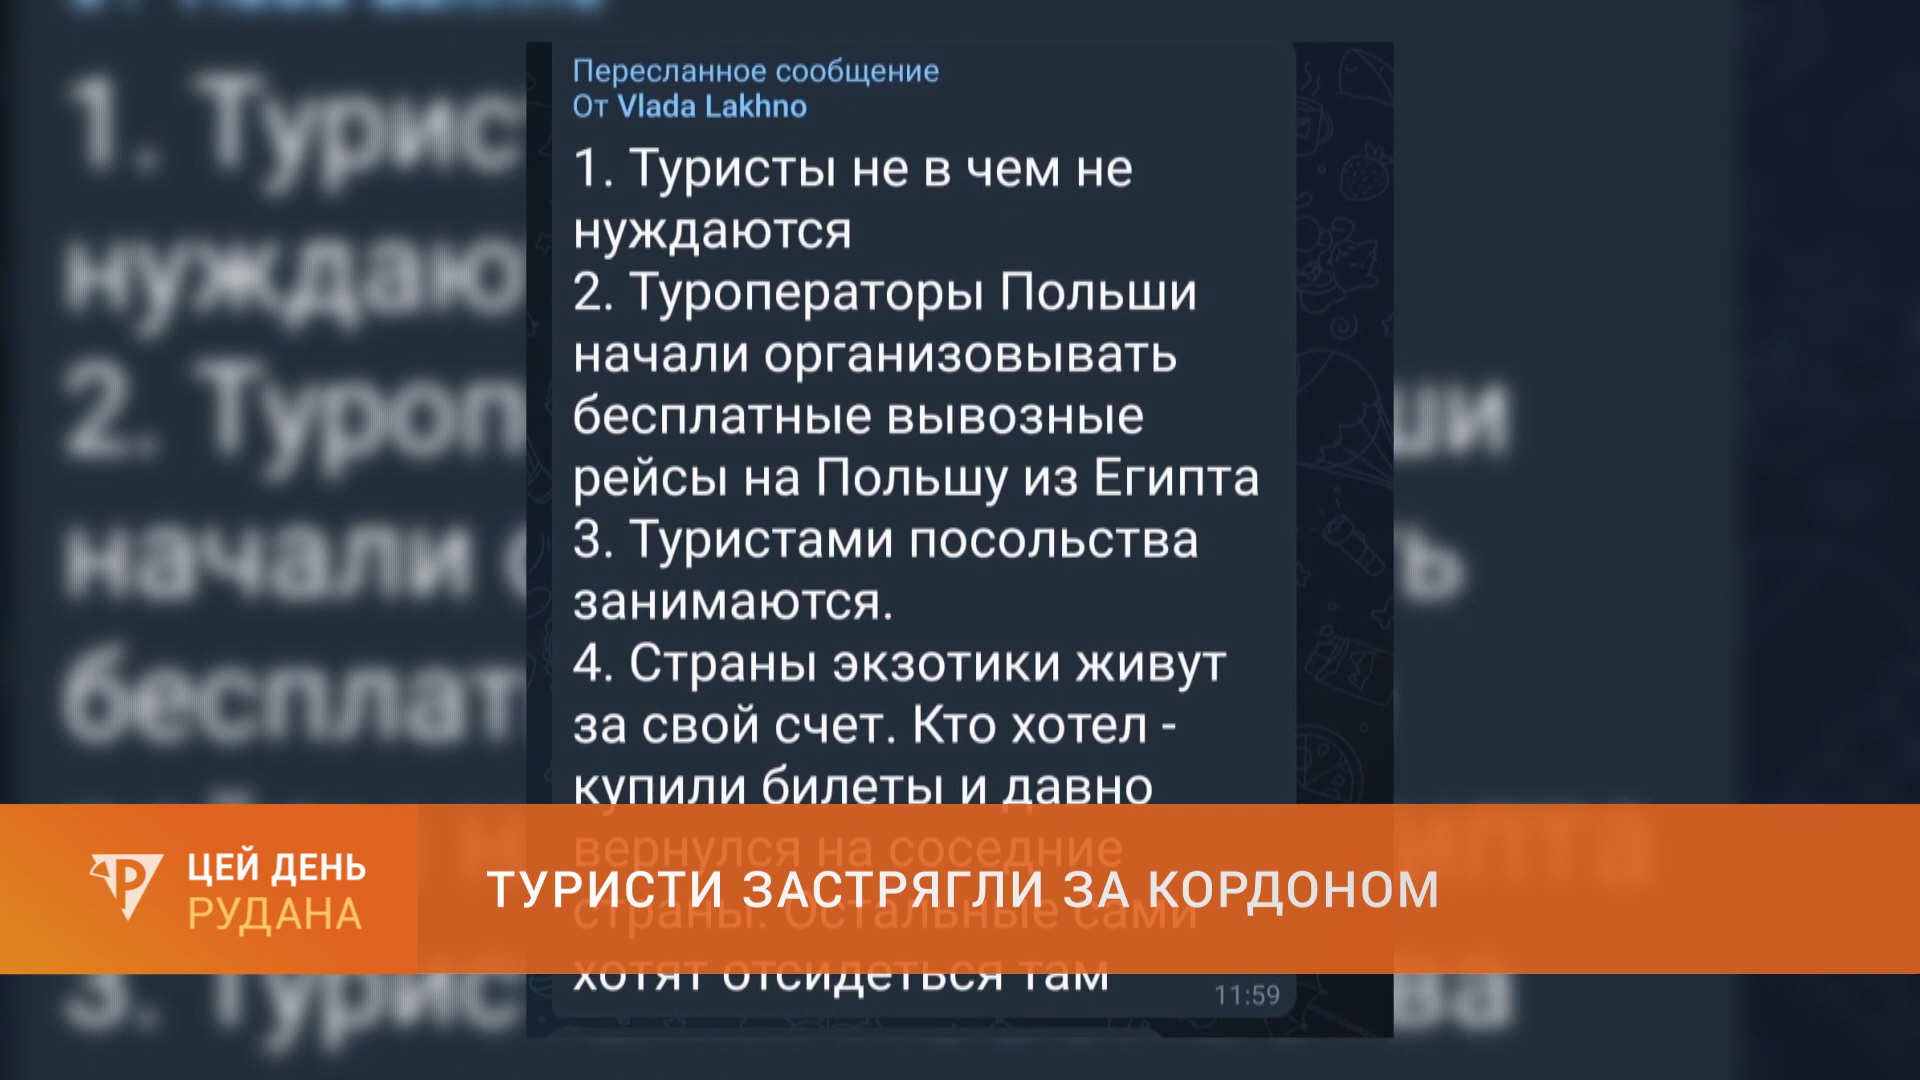 Пересланное сообщение
От Vlada Lakhno
1. Туристы не в чем не
нуждаются
2. Туроператоры Польши
начали организовывать
бесплатные вывозные
рейсы на Польшу из Египта
3. Туристами посольства
занимаются.
4. Страны экзотики живут
за свой счет. Кто хотел -
купили билеты и давно
вернулся на соседние
страны. Остальные сами
хотят отсидеться там
11:59
ЦЕЙ ДЕНЬ
РУДАНА
ТУРИСТИ ЗАСТРЯГЛИ ЗА КОРДОНОМ